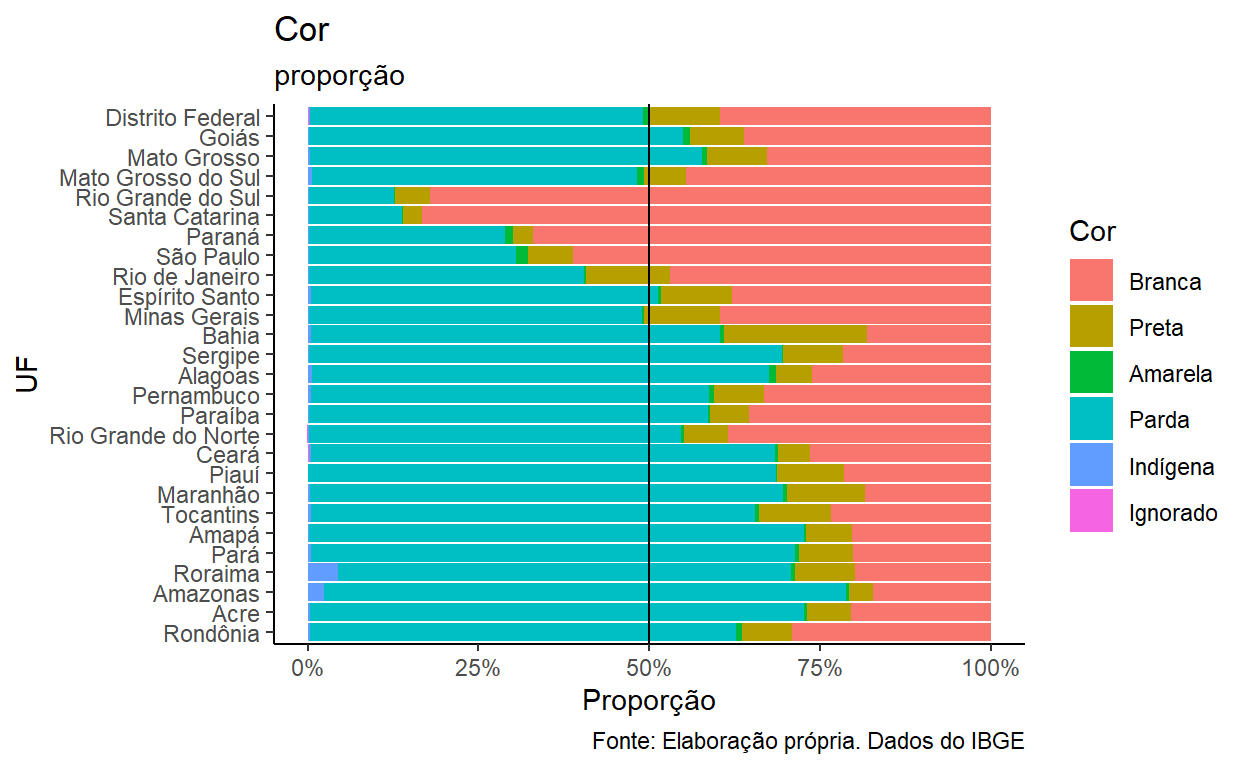 Cor
proporção
UF
Distrito Federal
Goiás
Mato Grosso
Mato Grosso do Sul
Rio Grande do Sul
Santa Catarina
Paraná
São Paulo
Rio de Janeiro
Espírito Santo
Minas Gerais
Bahia
Sergipe
Alagoas
Pernambuco
Paraíba
Rio Grande do Norte
Ceará
Piauí
Maranhão
Tocantins
Amapá
Pará
Roraima
Amazonas
Acre
Rondônia
0% 25% 50% 75% 100%
Proporção
Fonte: Elaboração própria. Dados do IBGE
Cor
Branca
Preta
Amarela
Parda
Indígena
Ignorado